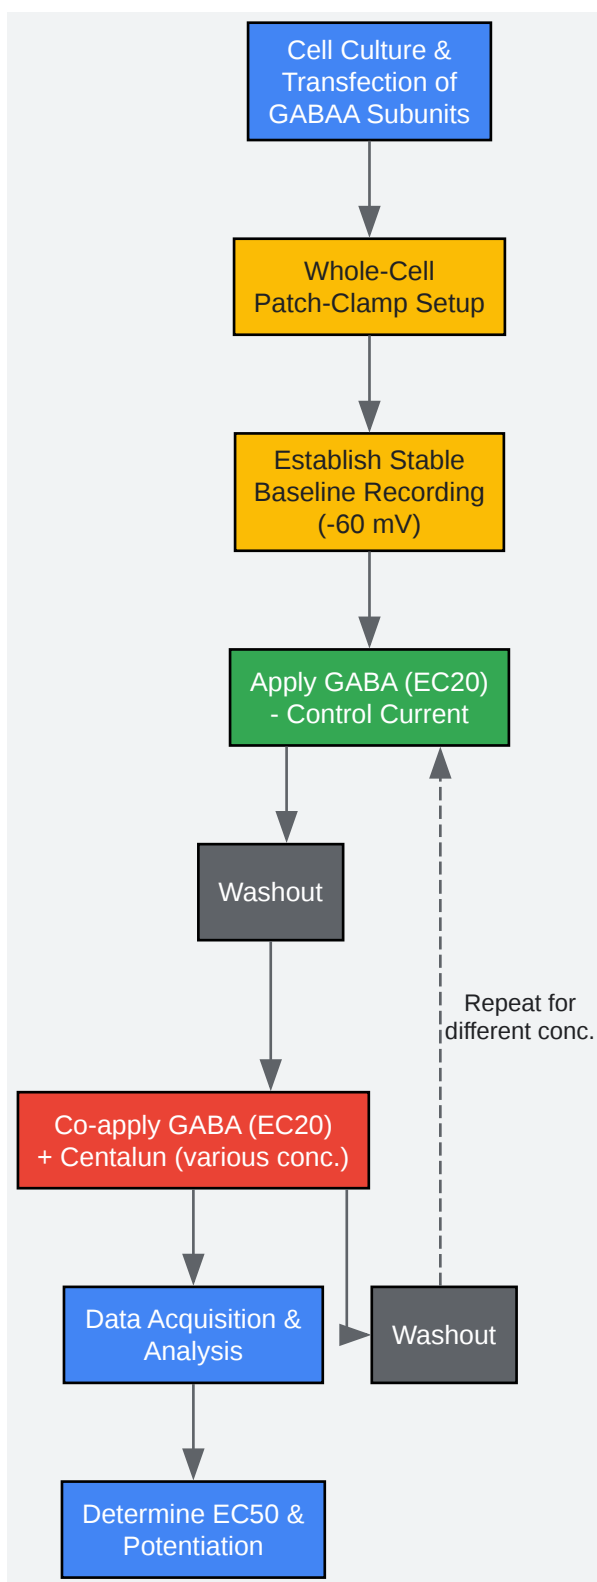 Cell Culture &
Transfection of
GABAA Subunits
Whole-Cell
Patch-Clamp Setup
Establish Stable
Baseline Recording
(-60 mV)
Apply GABA (EC20)
- Control Current
Washout
Repeat for
different conc.
Co-apply GABA (EC20)
+ Centalun (various conc.)
Data Acquisition &
Analysis
Washout
Determine EC50 &
Potentiation